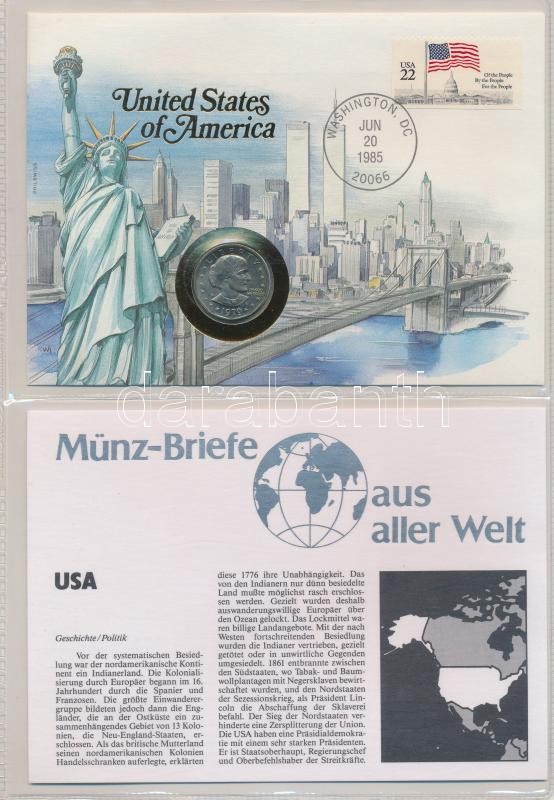 United States
of America
USA
22
Of the People
By the People
For the People
WASHINGTON, DC
JUN
20
1985
20066
PHILSWISS
LIBERTY
1979
darabanth
Münz-Briefe
aus
aller Welt
USA
Geschichte/Politik
Vor der systematischen Besied-
lung war der nordamerikanische Konti-
nent ein Indianerland. Die Koloniali-
sierung durch Europäer begann im 16.
Jahrhundert durch die Spanier und
Franzosen. Die größte Einwanderer-
gruppe bildeten jedoch dann die Eng-
länder, die an der Ostküste ein zu-
sammenhängendes Gebiet von 13 Kolo-
nien, die Neu-England-Staaten, er-
schlossen. Als das britische Mutterland
seinen nordamerikanischen Kolonien
Handelsschranken auferlegte, erklärten
diese 1776 ihre Unabhängigkeit. Das
von den Indianern nur dünn besiedelte
Land mußte möglichst rasch erschlos-
sen werden. Gezielt wurden deshalb
auswanderungswillige Europäer über
den Ozean gelockt. Das Lockmittel wa-
ren billige Landangebote. Mit der nach
Westen fortschreitenden Besiedlung
wurden die Indianer vertrieben, gezielt
getötet oder in unwirtliche Gegenden
umgesiedelt. 1861 entbrannte zwischen
den Südstaaten, wo Tabak- und Baum-
wollplantagen mit Negersklaven bewirt-
schaftet wurden, und den Nordstaaten
der Sezessionskrieg, als Präsident Lin-
coln die Abschaffung der Sklaverei
befahl. Der Sieg der Nordstaaten ver-
hinderte eine Zersplitterung der Union.
Die USA haben eine Präsidialdemokra-
tie mit einem sehr starken Präsidenten.
Er ist Staatsoberhaupt, Regierungschef
und Oberbefehlshaber der Streitkräfte.